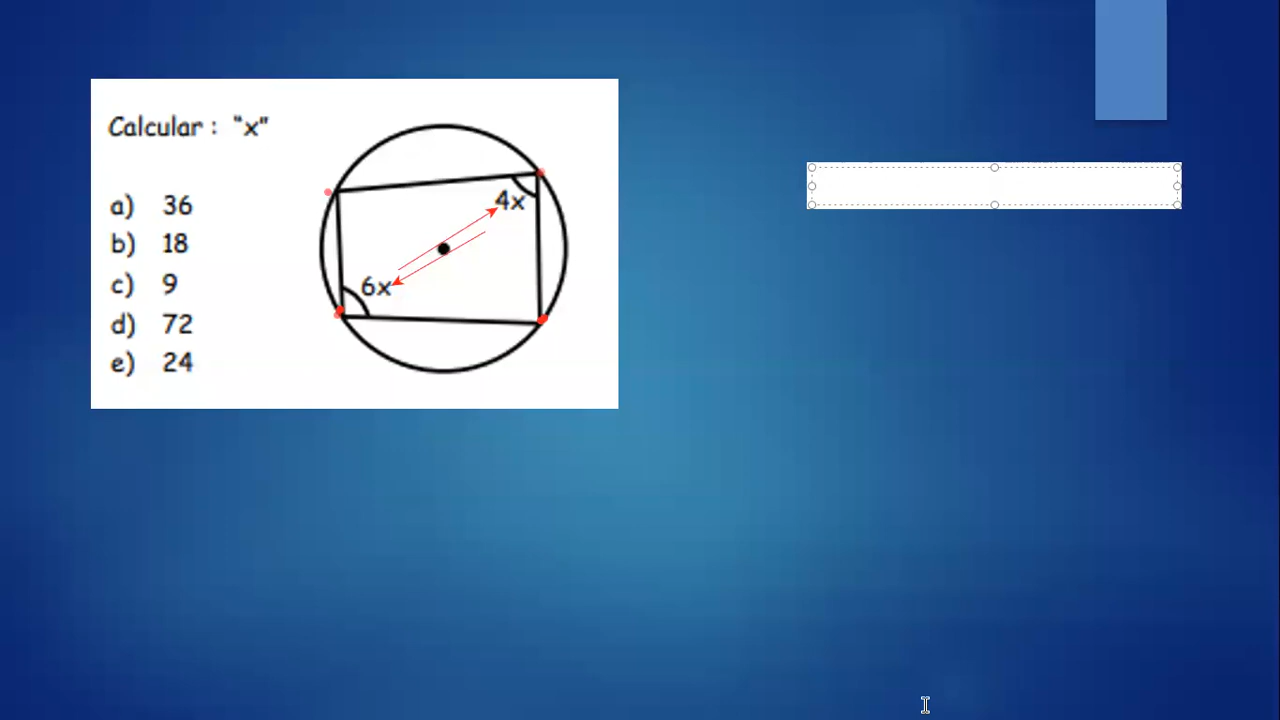 Calcular : "x"
a) 36
b) 18
c) 9
d) 72
e) 24
4x
6x